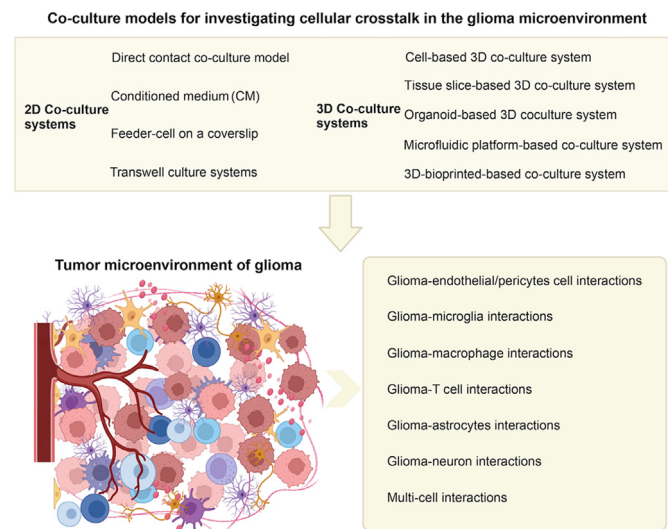 Co-culture models for investigating cellular crosstalk in the glioma microenvironment
2D Co-culture
systems
Direct contact co-culture model
Conditioned medium (CM)
Feeder-cell on a coverslip
Transwell culture systems
3D Co-culture
systems
Cell-based 3D co-culture system
Tissue slice-based 3D co-culture system
Organoid-based 3D coculture system
Microfluidic platform-based co-culture system
3D-bioprinted-based co-culture system
Tumor microenvironment of glioma
Glioma-endothelial/pericytes cell interactions
Glioma-microglia interactions
Glioma-macrophage interactions
Glioma-T cell interactions
Glioma-astrocytes interactions
Glioma-neuron interactions
Multi-cell interactions